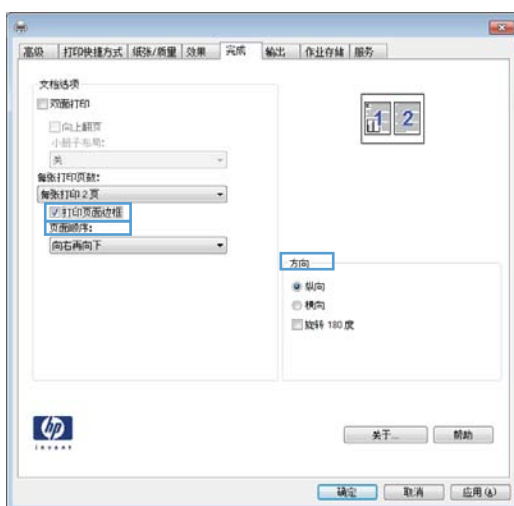 高级 打印快捷方式 纸张/质量 效果 完成 输出 作业存储 服务
文档选项
双面打印
向上翻页
小册子布局:
关
每张打印页数:
每张打印 2 页
打印页面边框
页面顺序:
向右再向下
1 2
方向
纵向
横向
旋转 180 度
hp
invent
关于... 帮助
确定 取消 应用(A)